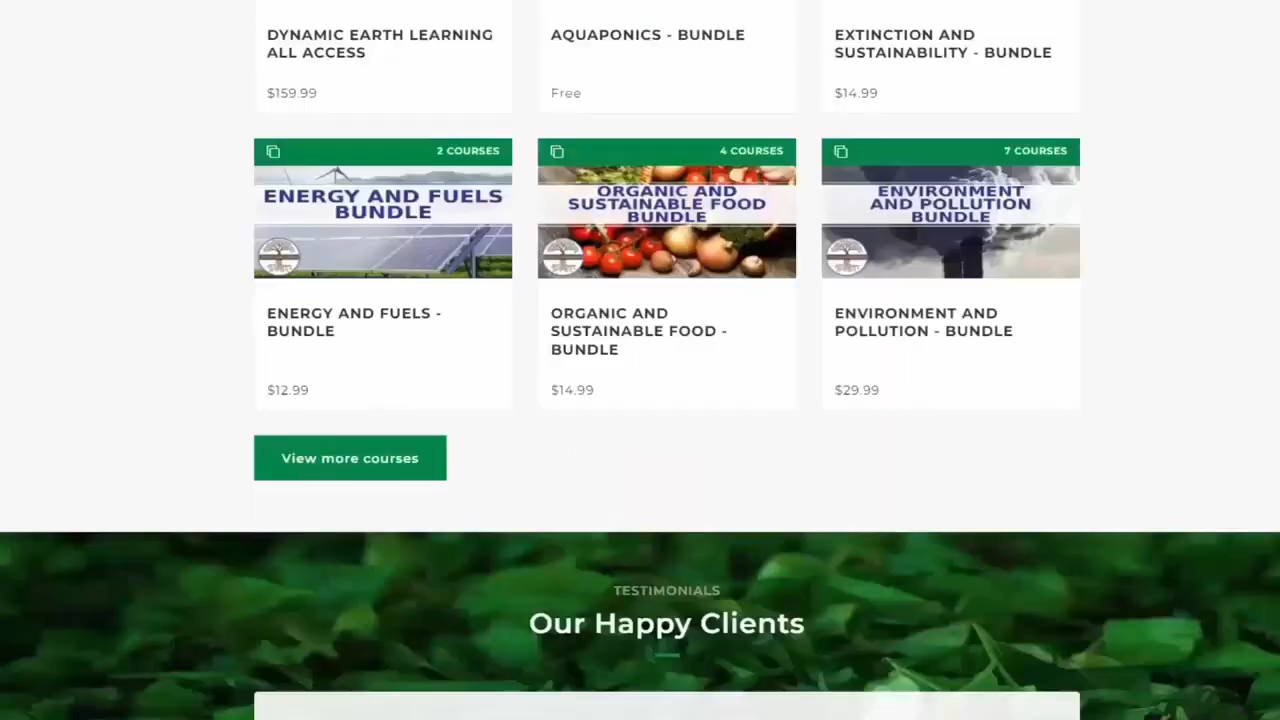 DYNAMIC EARTH LEARNING
ALL ACCESS
$159.99
AQUAPONICS - BUNDLE
Free
EXTINCTION AND
SUSTAINABILITY - BUNDLE
$14.99
2 COURSES
ENERGY AND FUELS
BUNDLE
ENERGY AND FUELS -
BUNDLE
$12.99
4 COURSES
ORGANIC AND
SUSTAINABLE FOOD
BUNDLE
ORGANIC AND
SUSTAINABLE FOOD -
BUNDLE
$14.99
7 COURSES
ENVIRONMENT
AND POLLUTION
BUNDLE
ENVIRONMENT AND
POLLUTION - BUNDLE
$29.99
View more courses
TESTIMONIALS
Our Happy Clients